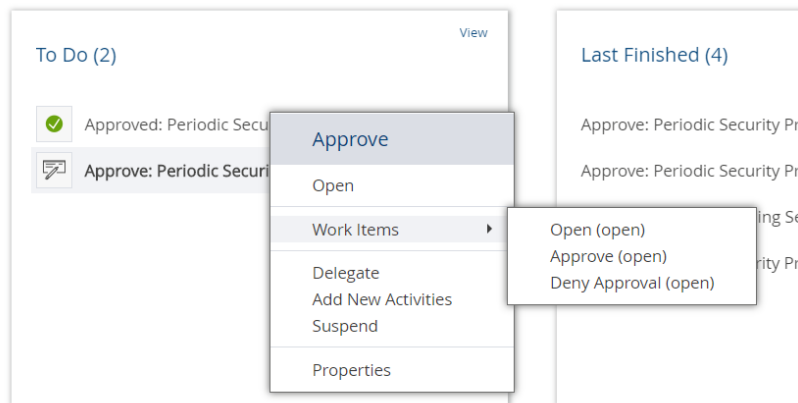 View
To Do (2)
Approved: Periodic Secu
Approve: Periodic Securi
Approve
Open
Work Items
Delegate
Add New Activities
Suspend
Properties
Open (open)
Approve (open)
Deny Approval (open)
Last Finished (4)
Approve: Periodic Security Pr
Approve: Periodic Security Pr
ing Se
rity Pr